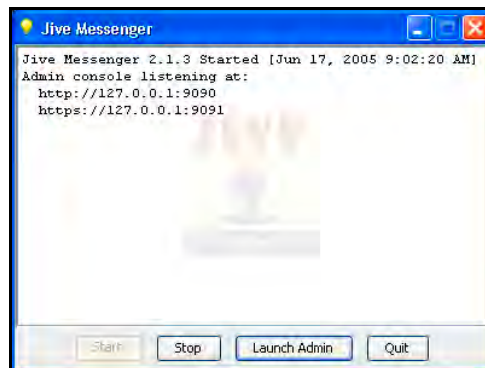 Jive Messenger
Jive Messenger 2.1.3 Started [Jun 17, 2005 9:02:20 AM]
Admin console listening at:
http://127.0.0.1:9090
https://127.0.0.1:9091
Start Stop Launch Admin Quit